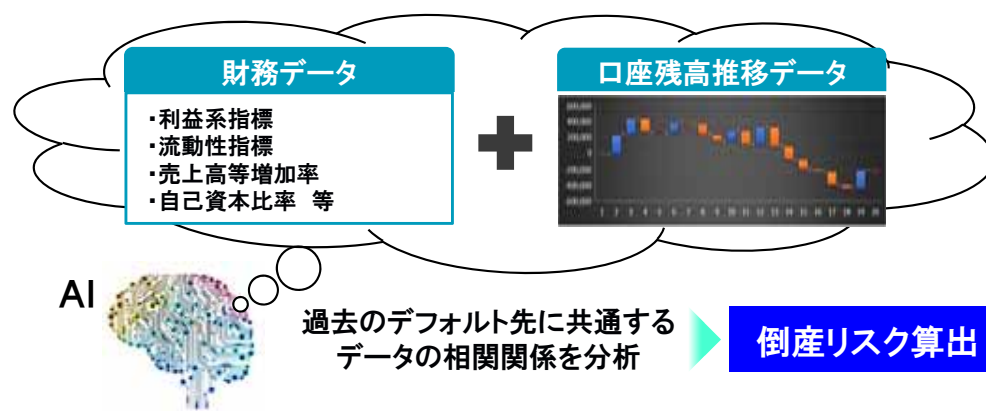 財務データ
・利益系指標
・流動性指標
・売上高等増加率
・自己資本比率 等
口座残高推移データ
AI
過去のデフォルト先に共通する
データの相関関係を分析
倒産リスク算出